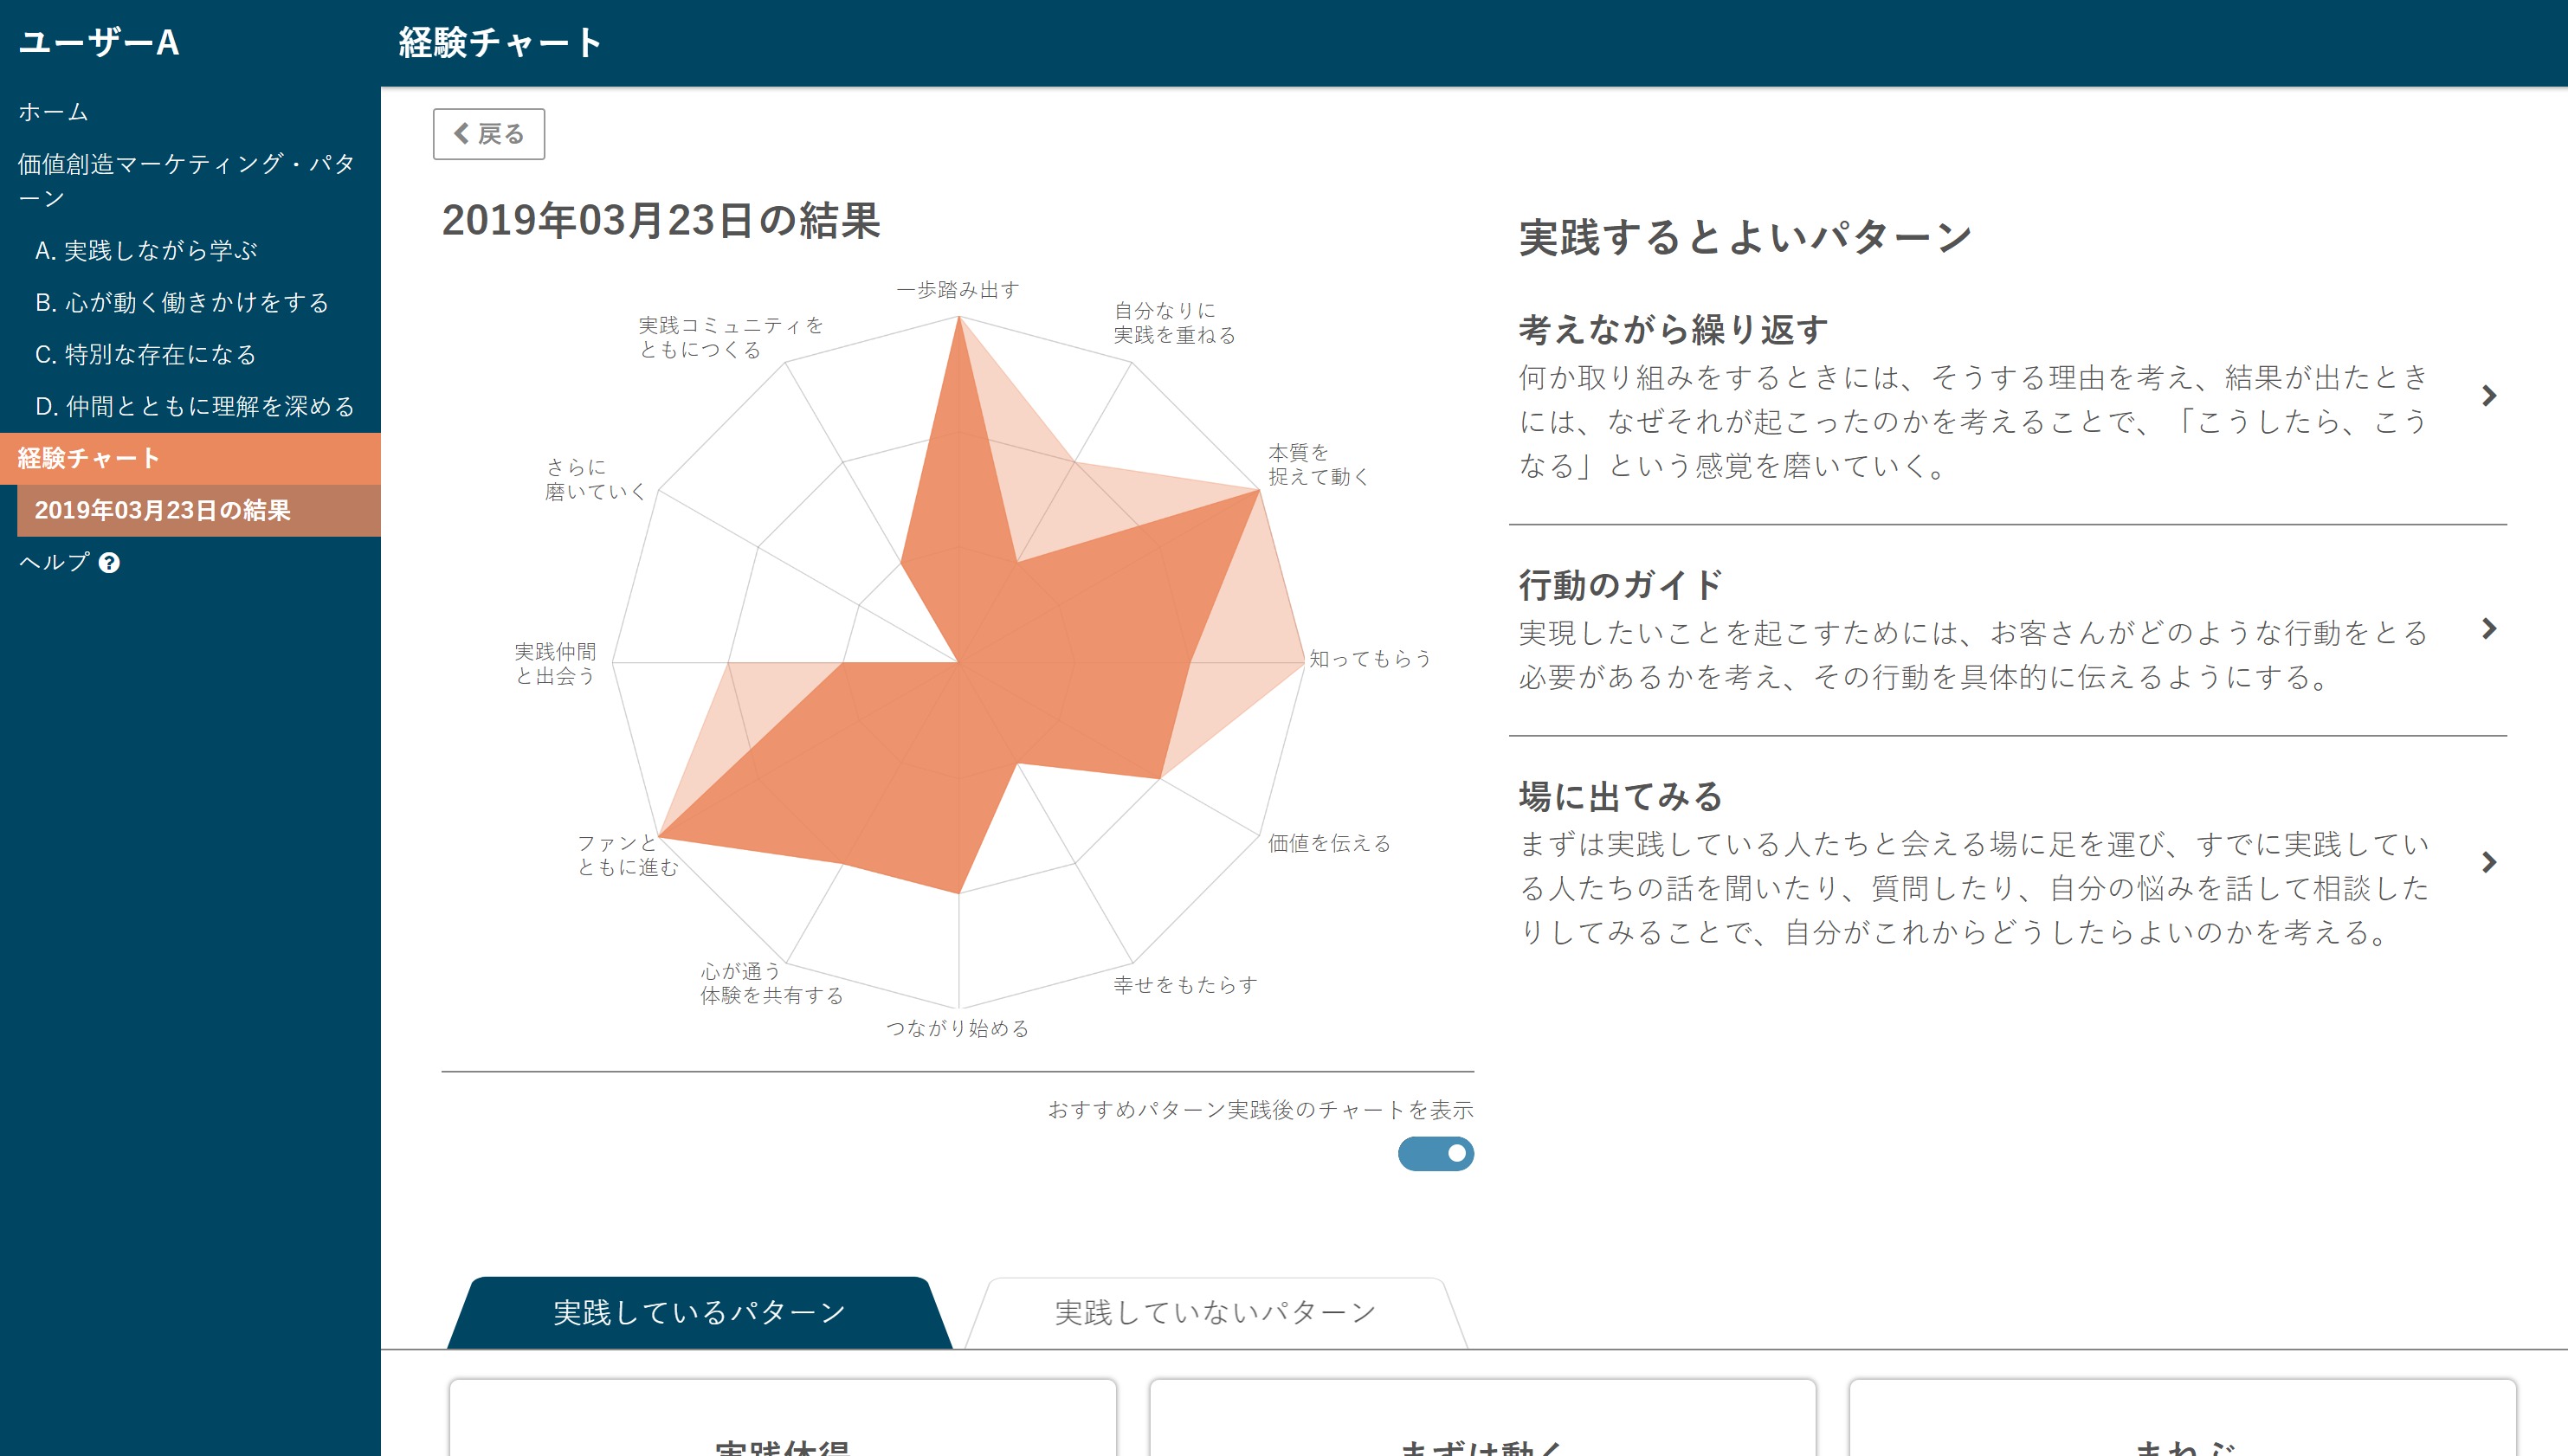 ユーザーA
ホーム
価値創造マーケティング・パタ
ーン
A. 実践しながら学ぶ
B. 心が動く働きかけをする
C. 特別な存在になる
D. 仲間とともに理解を深める
経験チャート
2019年03月23日の結果
ヘルプ ?
経験チャート
戻る
2019年03月23日の結果
一歩踏み出す
自分なりに
実践を重ねる
本質を
捉えて動く
知ってもらう
価値を伝える
幸せをもたらす
つながり始める
心が通う
体験を共有する
ファンと
ともに進む
実践仲間
と出会う
さらに
磨いていく
実践コミュニティを
ともにつくる
おすすめパターン実践後のチャートを表示
実践するとよいパターン
考えながら繰り返す
何か取り組みをするときには、そうする理由を考え、結果が出たとき
には、なぜそれが起こったのかを考えることで、「こうしたら、こう
なる」という感覚を磨いていく。
行動のガイド
実現したいことを起こすためには、お客さんがどのような行動をとる
必要があるかを考え、その行動を具体的に伝えるようにする。
場に出てみる
まずは実践している人たちと会える場に足を運び、すでに実践してい
る人たちの話を聞いたり、質問したり、自分の悩みを話して相談した
りしてみることで、自分がこれからどうしたらよいのかを考える。
実践しているパターン
実践していないパターン
実践体得
まずは動く
まねぶ